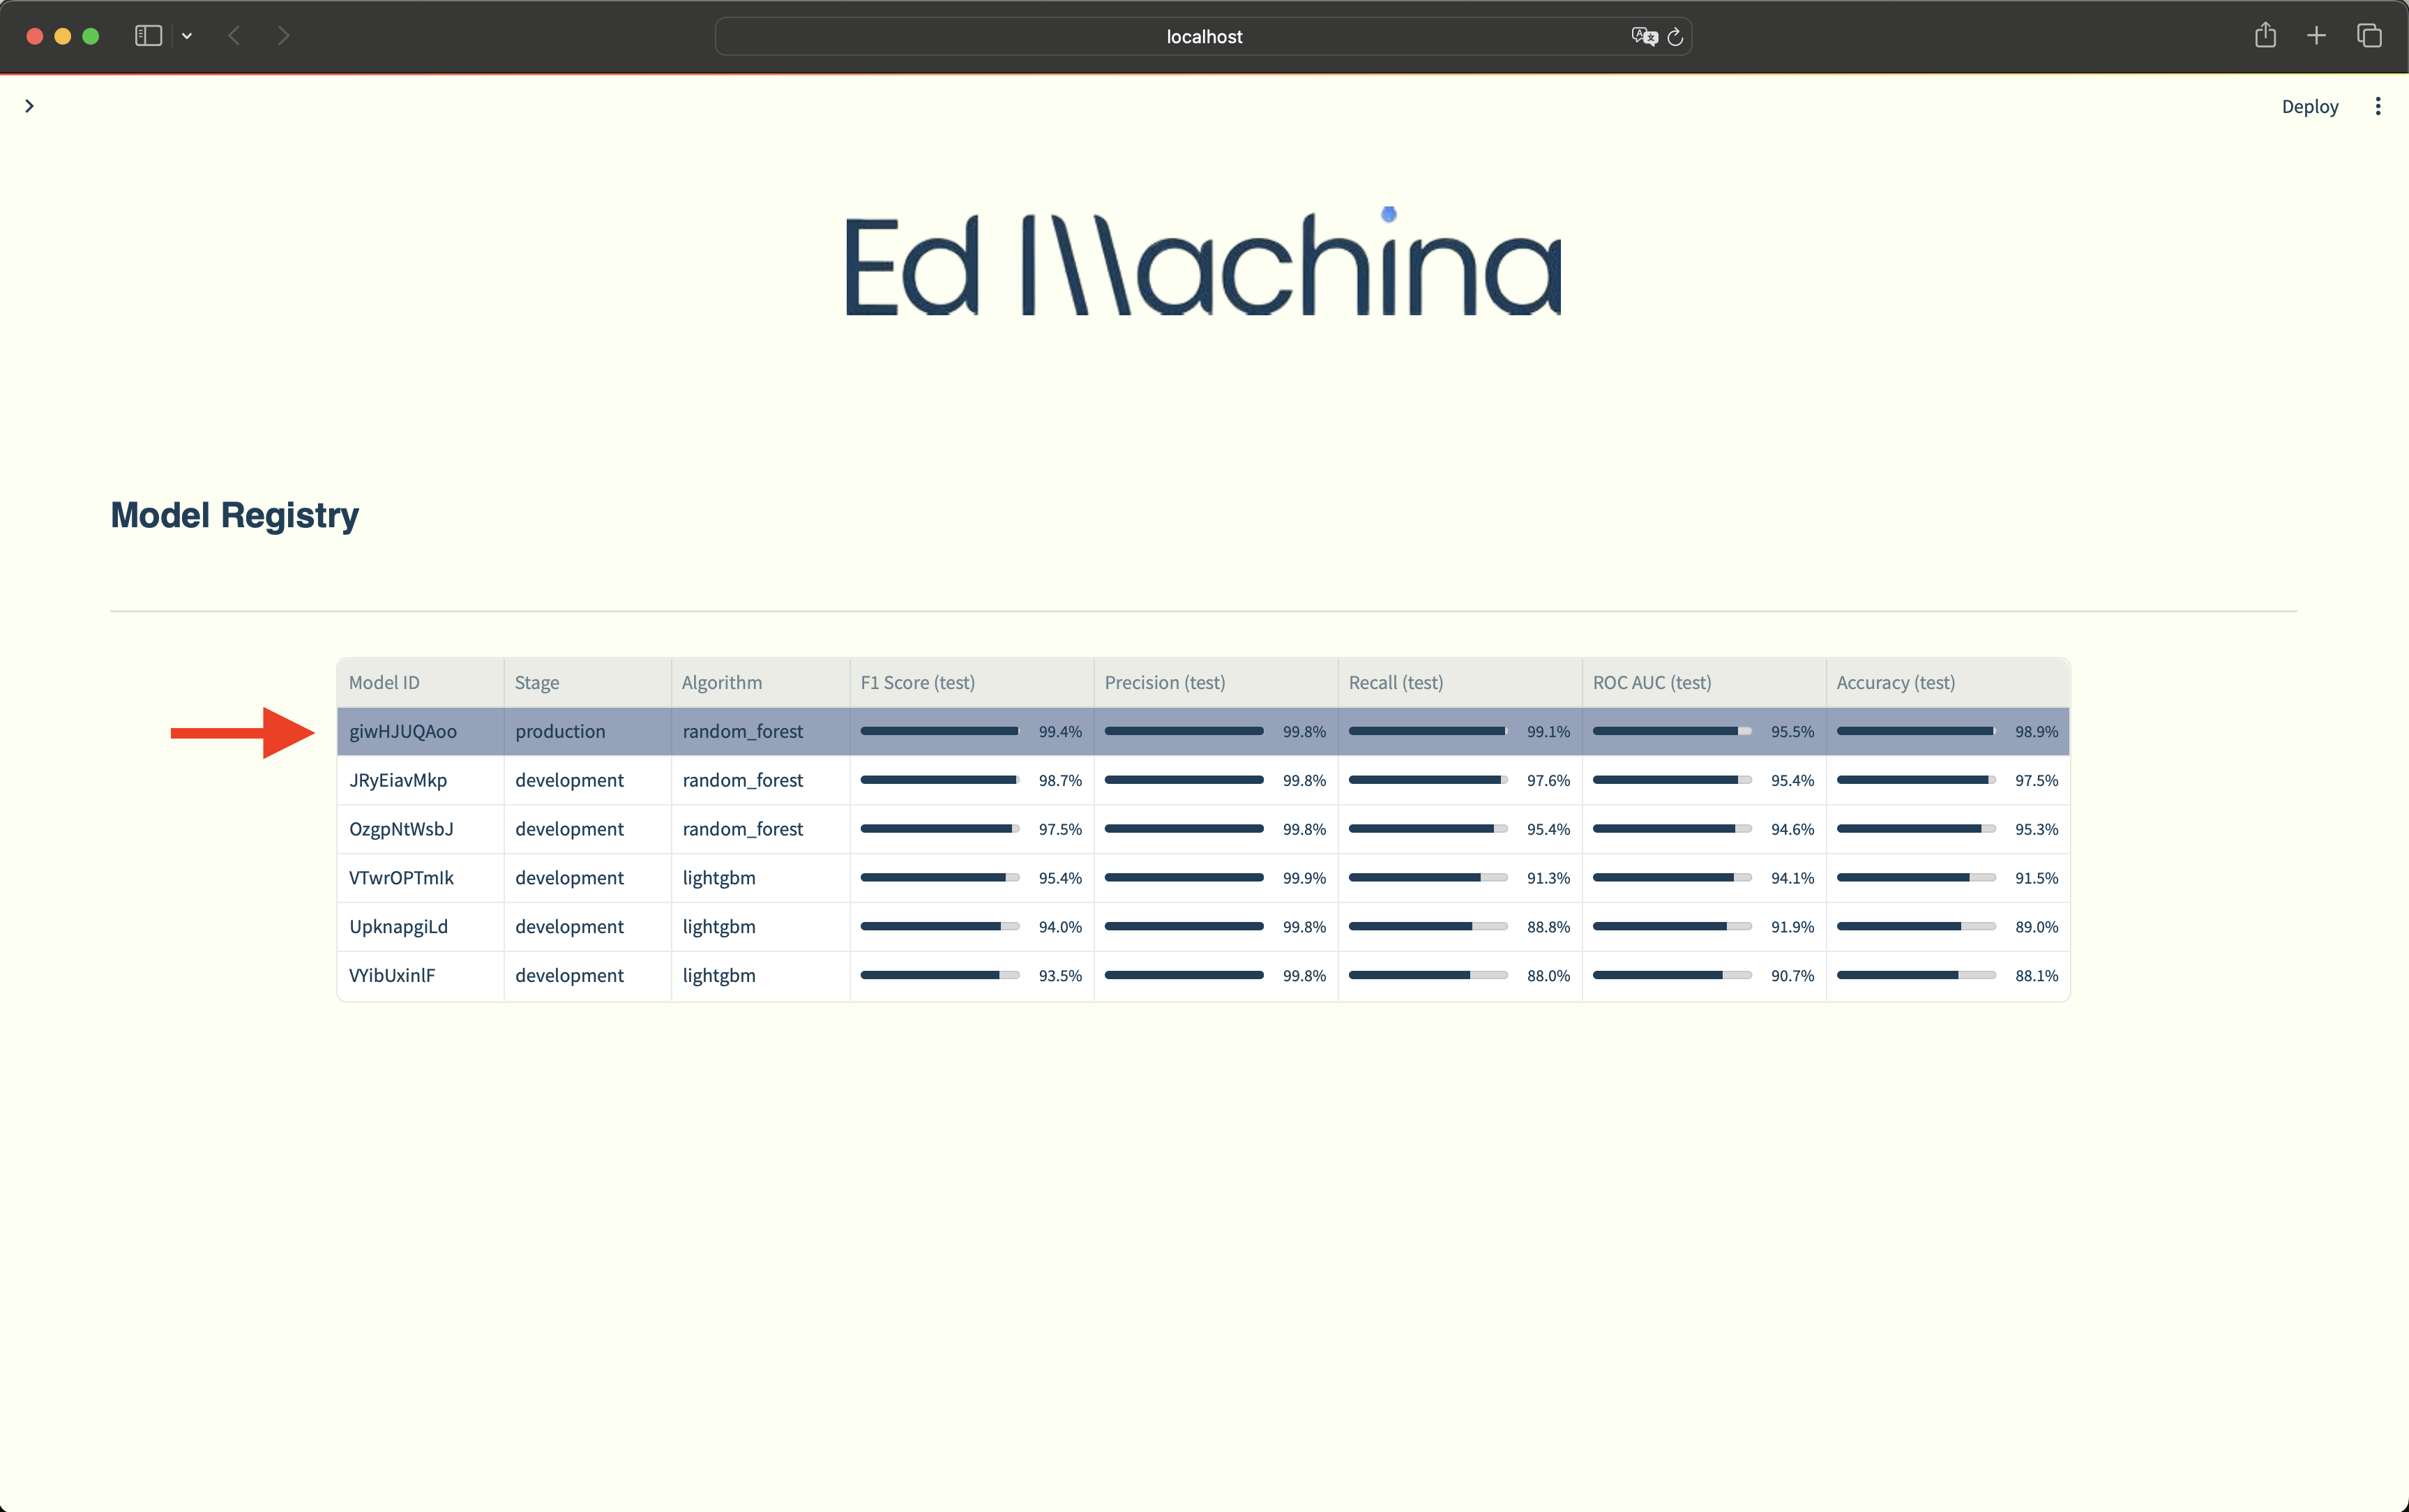 localhost
Deploy
Ed Machina
Model Registry
Model ID Stage Algorithm F1 Score (test) Precision (test) Recall (test) ROC AUC (test) Accuracy (test)
giwHJUQAoo production random_forest 99.4% 99.8% 99.1% 95.5% 98.9%
JRyEiavMkp development random_forest 98.7% 99.8% 97.6% 95.4% 97.5%
OzgpNtWsbJ development random_forest 97.5% 99.8% 95.4% 94.6% 95.3%
VTwrOPTmIk development lightgbm 95.4% 99.9% 91.3% 94.1% 91.5%
UpknapgiLd development lightgbm 94.0% 99.8% 88.8% 91.9% 89.0%
VYibUxinlF development lightgbm 93.5% 99.8% 88.0% 90.7% 88.1%